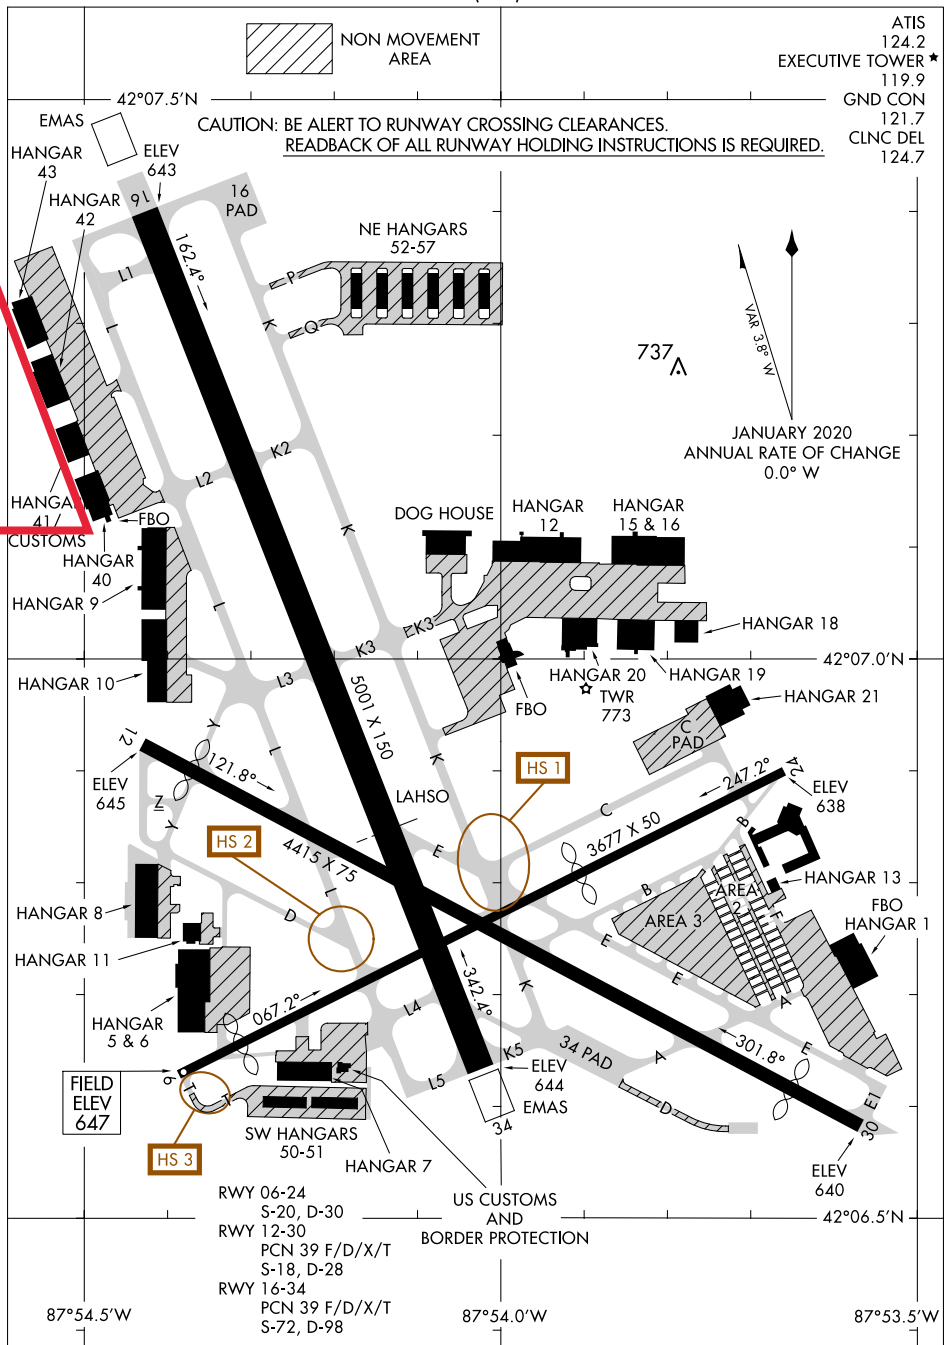 NON MOVEMENT
AREA
ATIS
124.2
EXECUTIVE TOWER ★
119.9
GND CON
121.7
CLNC DEL
124.7
42°07.5'N
CAUTION: BE ALERT TO RUNWAY CROSSING CLEARANCES.
READBACK OF ALL RUNWAY HOLDING INSTRUCTIONS IS REQUIRED.
EMAS
HANGAR
43
ELEV
643
HANGAR
42
16
16
PAD
NE HANGARS
52-57
162.4°
L1
L
P
K
Q
737
VAR 3.8° W
JANUARY 2020
ANNUAL RATE OF CHANGE
0.0° W
L2
K2
K
HANGA
41/
CUSTOMS
FBO
HANGAR
40
DOG HOUSE
HANGAR
12
HANGAR
15 & 16
HANGAR 9
L
K3
K3
HANGAR 18
42°07.0'N
HANGAR 10
L3
5001 X 150
HANGAR 20
HANGAR 19
TWR
773
FBO
HANGAR 21
C
PAD
12
Y
L
K
ELEV
645
121.8°
HS 1
247.2°
24
ELEV
638
Z
Y
LAHSO
C
3677 X 50
B
HS 2
4415 X 75
E
L
D
B
AREA
2
HANGAR 13
HANGAR 8
AREA 3
F
FBO
HANGAR 1
HANGAR 11
E
E
A
HANGAR
5 & 6
067.2°
342.4°
K
L4
301.8°
E
34 PAD
A
K5
FIELD
ELEV
647
6
T
T
L5
ELEV
644
EMAS
34
D
E1
30
SW HANGARS
50-51
HS 3
HANGAR 7
ELEV
640
RWY 06-24
S-20, D-30
RWY 12-30
PCN 39 F/D/X/T
S-18, D-28
RWY 16-34
PCN 39 F/D/X/T
S-72, D-98
US CUSTOMS
AND
BORDER PROTECTION
42°06.5'N
87°54.5'W
87°54.0'W
87°53.5'W